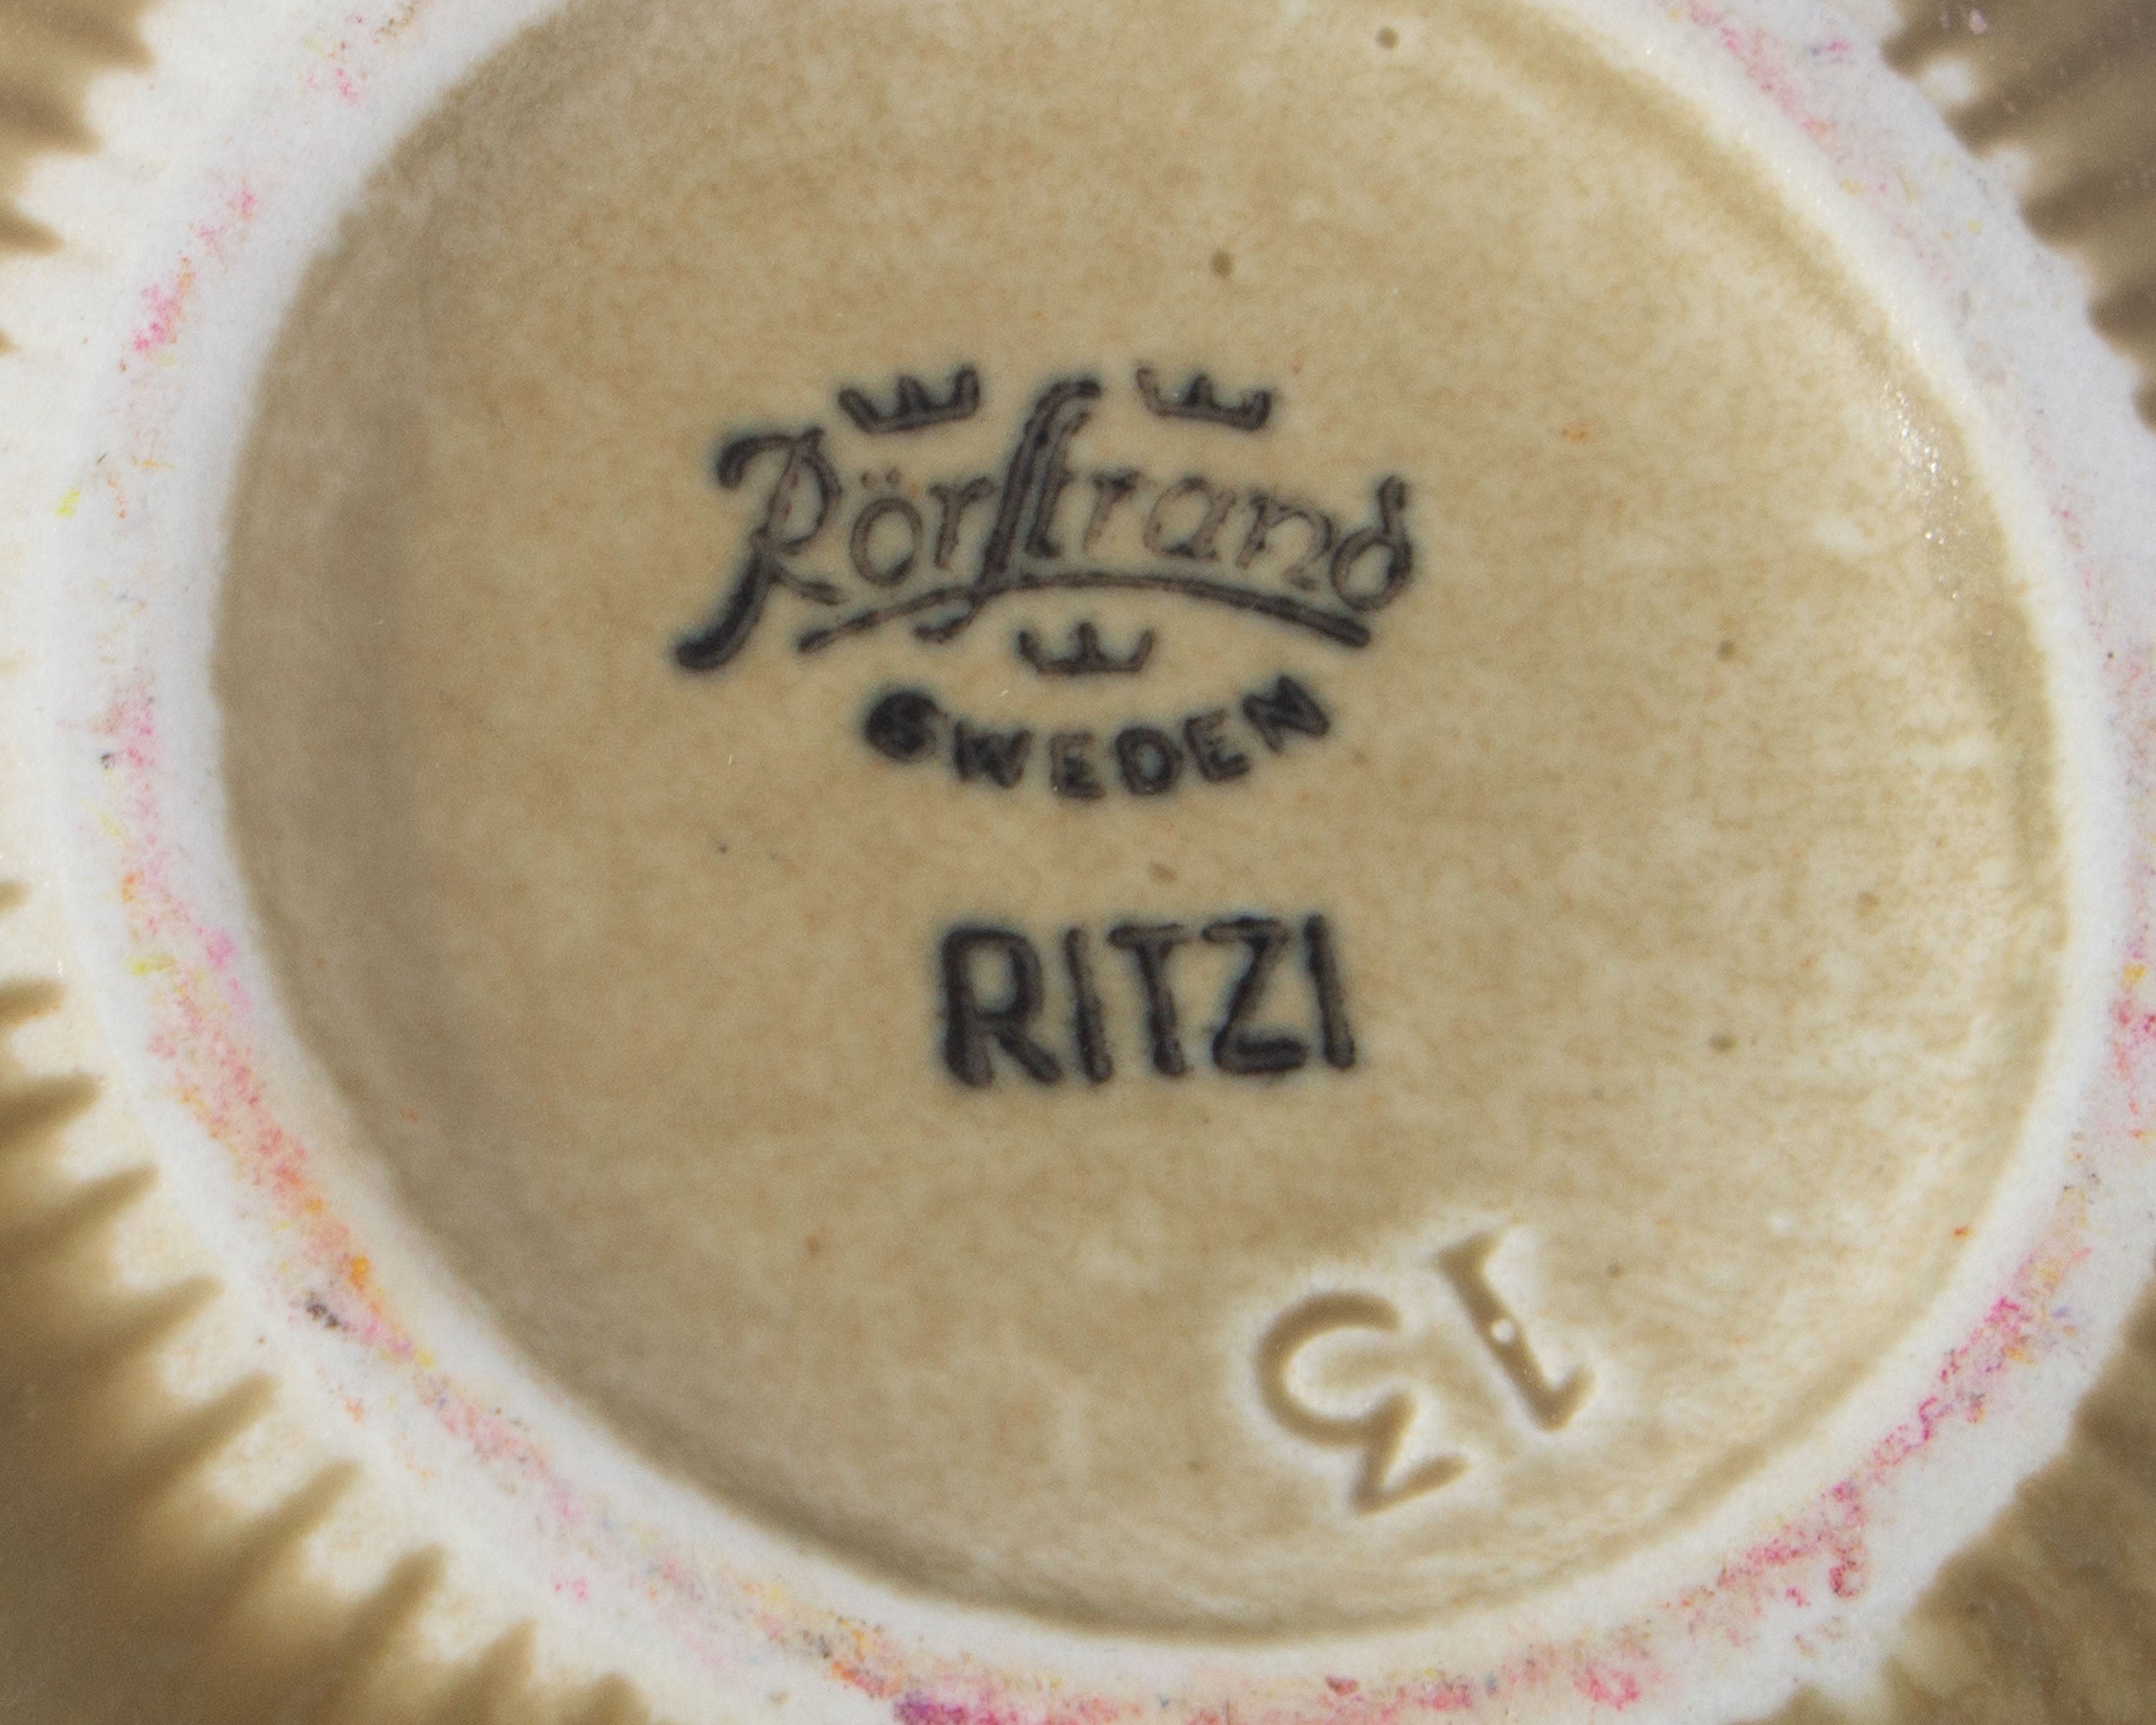 Rörstrand
SWEDEN
RITZI
13